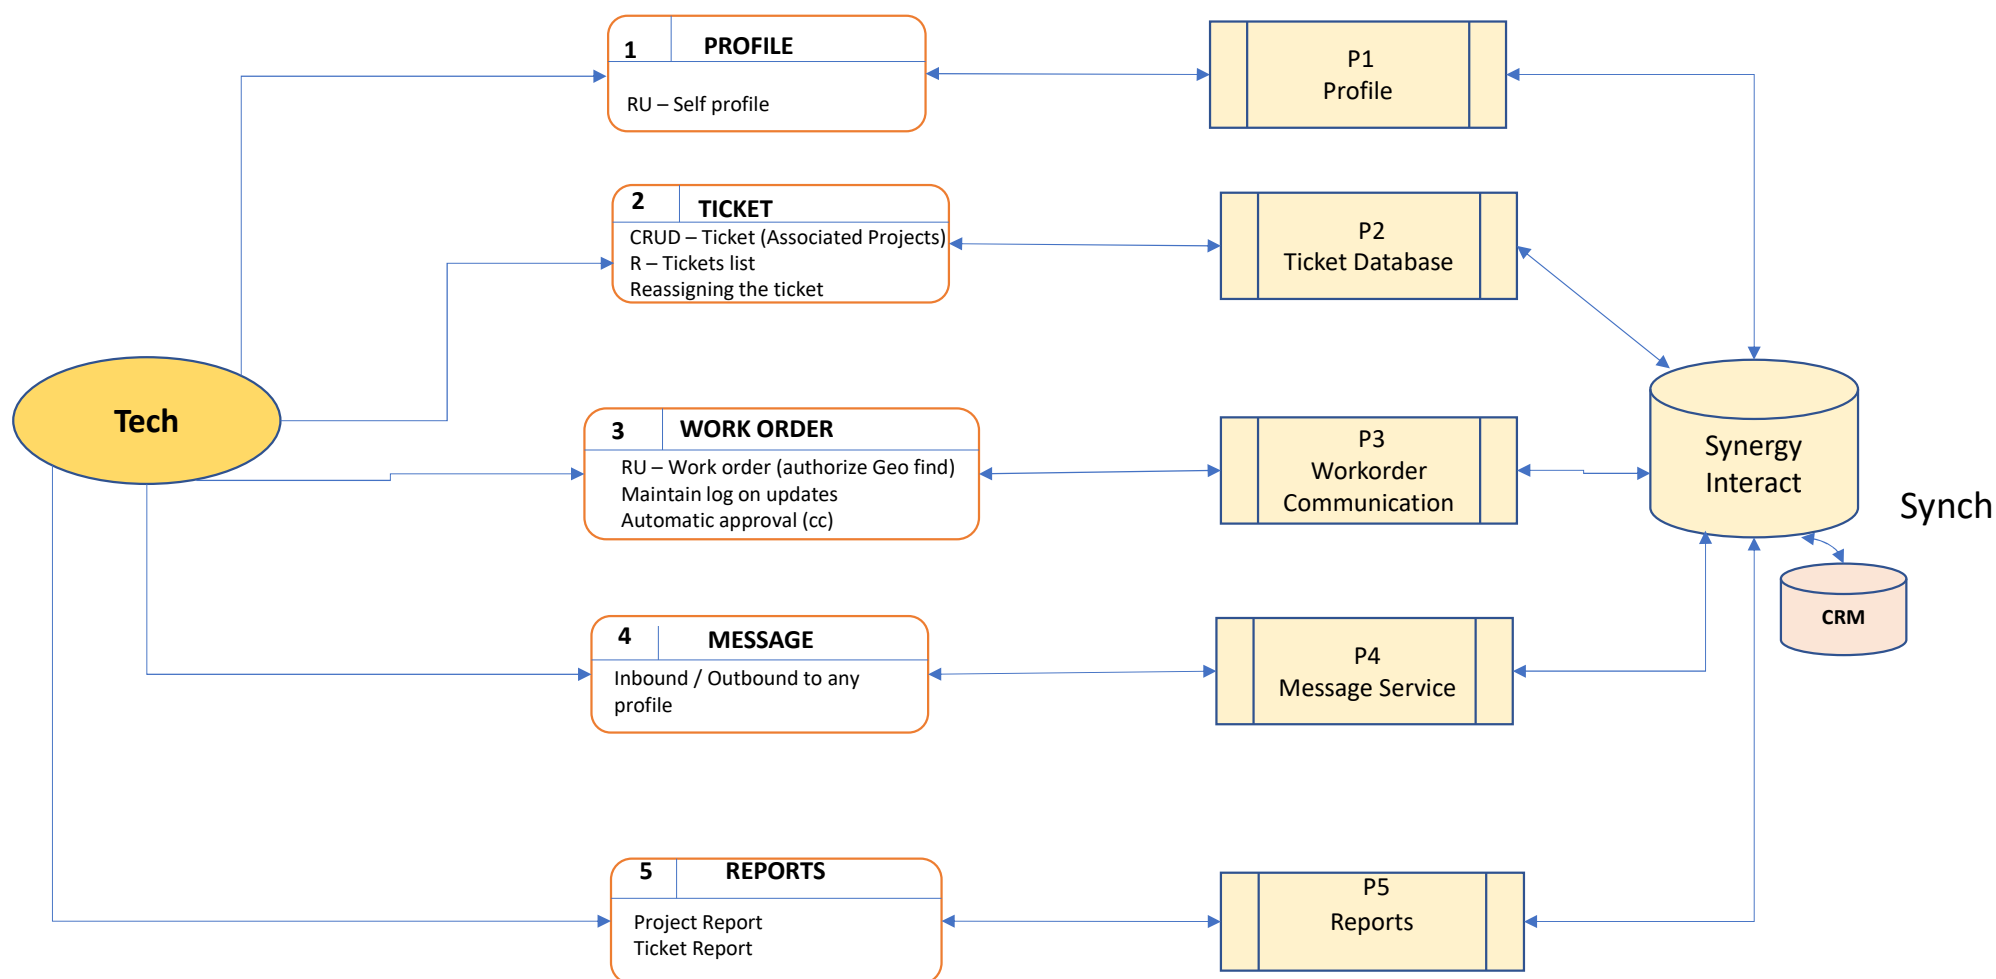 1
PROFILE
RU – Self profile
P1
Profile
2
TICKET
CRUD – Ticket (Associated Projects)
R – Tickets list
Reassigning the ticket
P2
Ticket Database
Tech
3
WORK ORDER
RU – Work order (authorize Geo find)
Maintain log on updates
Automatic approval (cc)
P3
Workorder
Communication
Synergy
Interact
Synch
CRM
4
MESSAGE
Inbound / Outbound to any
profile
P4
Message Service
5
REPORTS
Project Report
Ticket Report
P5
Reports